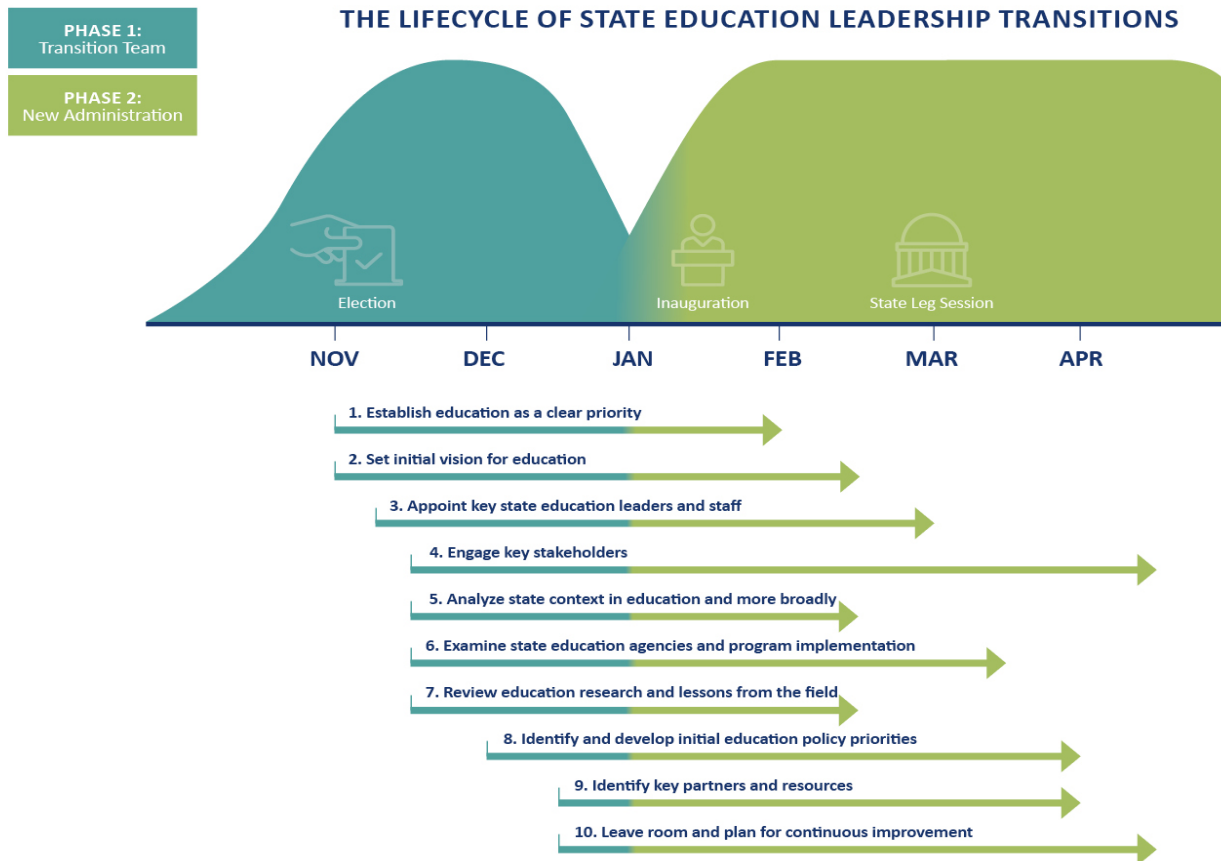 THE LIFECYCLE OF STATE EDUCATION LEADERSHIP TRANSITIONS
PHASE 1:
Transition Team
PHASE 2:
New Administration
Election
Inauguration
State Leg Session
NOV
DEC
JAN
FEB
MAR
APR
1. Establish education as a clear priority
2. Set initial vision for education
3. Appoint key state education leaders and staff
4. Engage key stakeholders
5. Analyze state context in education and more broadly
6. Examine state education agencies and program implementation
7. Review education research and lessons from the field
8. Identify and develop initial education policy priorities
9. Identify key partners and resources
10. Leave room and plan for continuous improvement